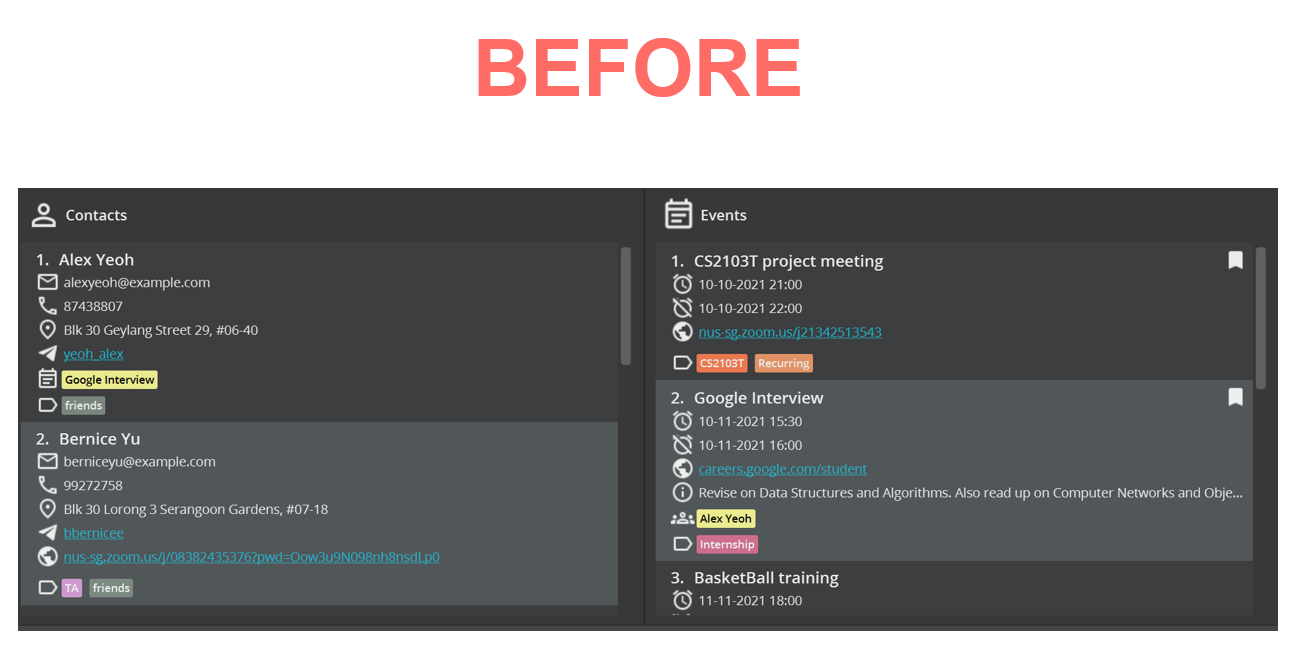 BEFORE
Contacts
1. Alex Yeoh
alexyeoh@example.com
87438807
Blk 30 Geylang Street 29, #06-40
yeoh_alex
Google Interview
friends
2. Bernice Yu
berniceyu@example.com
99272758
Blk 30 Lorong 3 Serangoon Gardens, #07-18
bbernicee
nus-sg.zoom.us/j/08382435376?pwd=Oow3u9N098nh8nsdLp0
TA friends
Events
1. CS2103T project meeting
10-10-2021 21:00
10-10-2021 22:00
nus-sg.zoom.us/j21342513543
CS2103T Recurring
2. Google Interview
10-11-2021 15:30
10-11-2021 16:00
careers.google.com/student
Revise on Data Structures and Algorithms. Also read up on Computer Networks and Obje...
Alex Yeoh
Internship
3. BasketBall training
11-11-2021 18:00